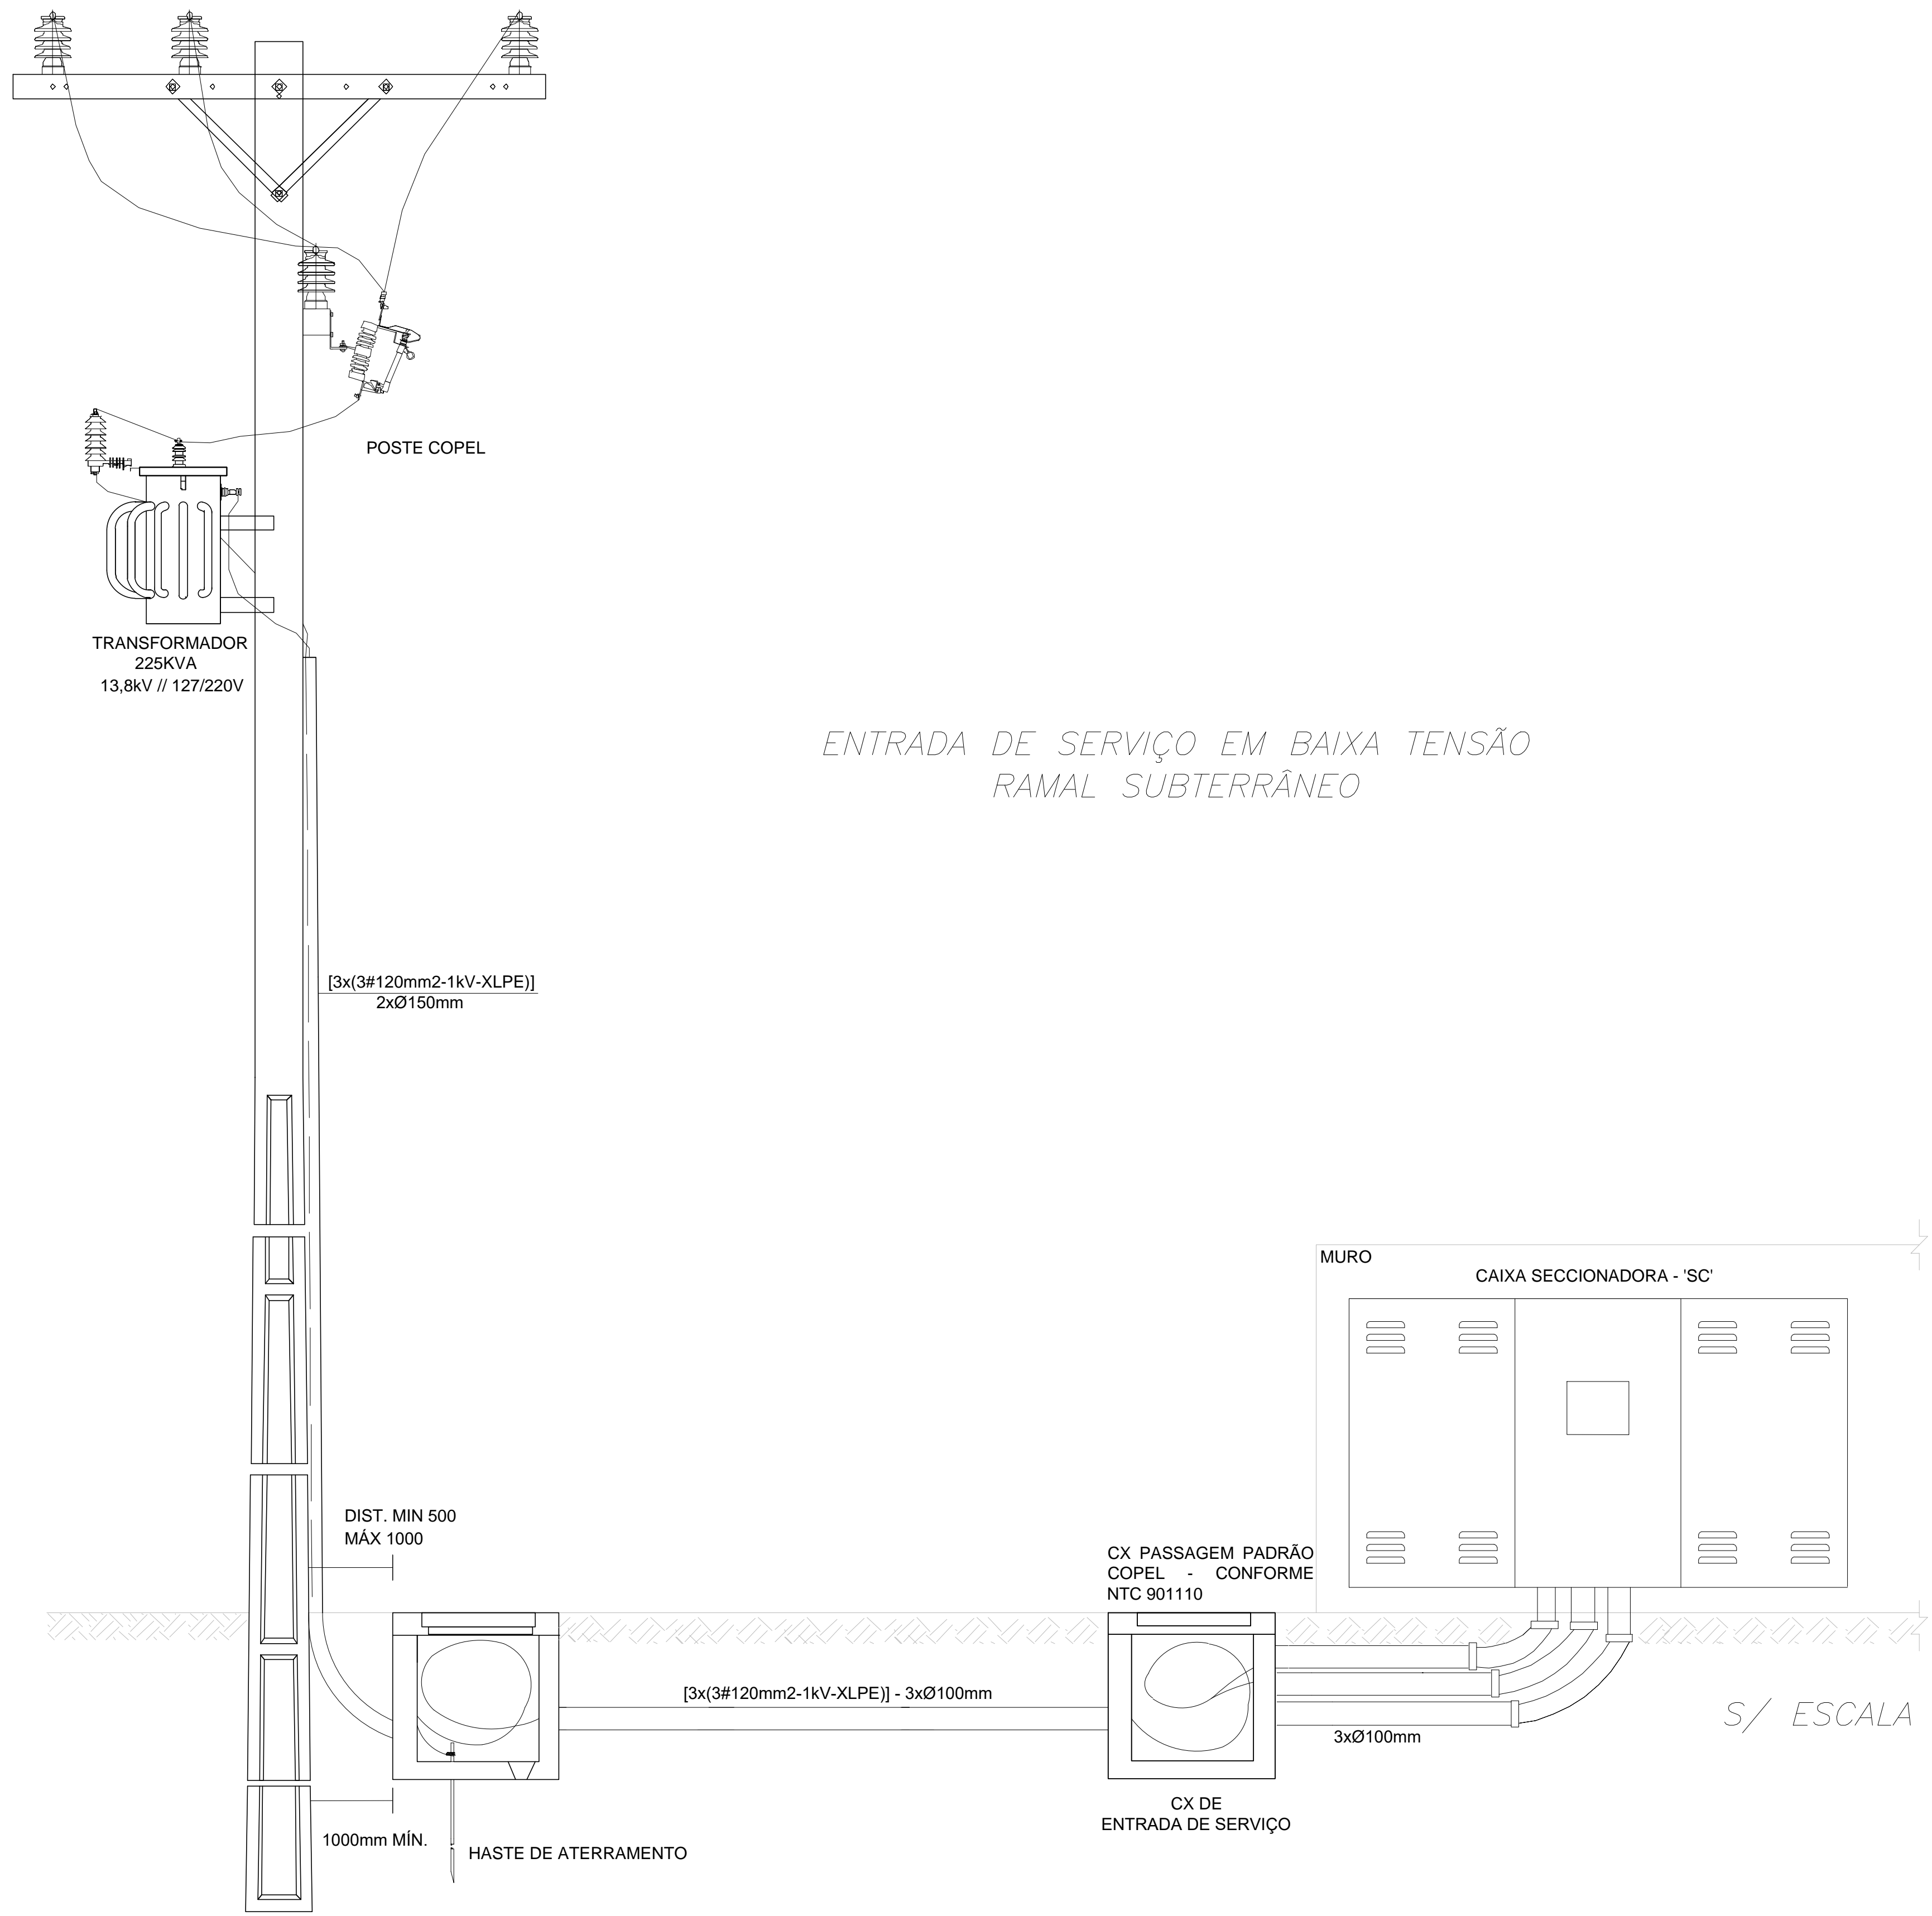 POSTE COPEL
TRANSFORMADOR
225KVA
13,8kV // 127/220V
ENTRADA DE SERVIÇO EM BAIXA TENSÃO
RAMAL SUBTERRÂNEO
[3x(3#120mm2-1kV-XLPE)]
2xØ150mm
MURO
CAIXA SECCIONADORA - 'SC'
DIST. MIN 500
MÁX 1000
CX PASSAGEM PADRÃO
COPEL - CONFORME
NTC 901110
[3x(3#120mm2-1kV-XLPE)] - 3xØ100mm
3xØ100mm
S/ ESCALA
CX DE
ENTRADA DE SERVIÇO
1000mm MÍN.
HASTE DE ATERRAMENTO